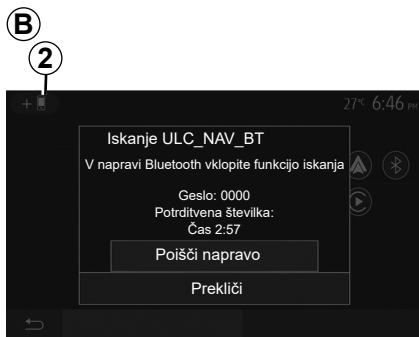 B
2
+
27°C 6:46 PM
Iskanje ULC_NAV_BT
V napravi Bluetooth vklopite funkcijo iskanja
Geslo: 0000
Potrditvena številka:
Čas 2:57
Poišči napravo
Prekliči